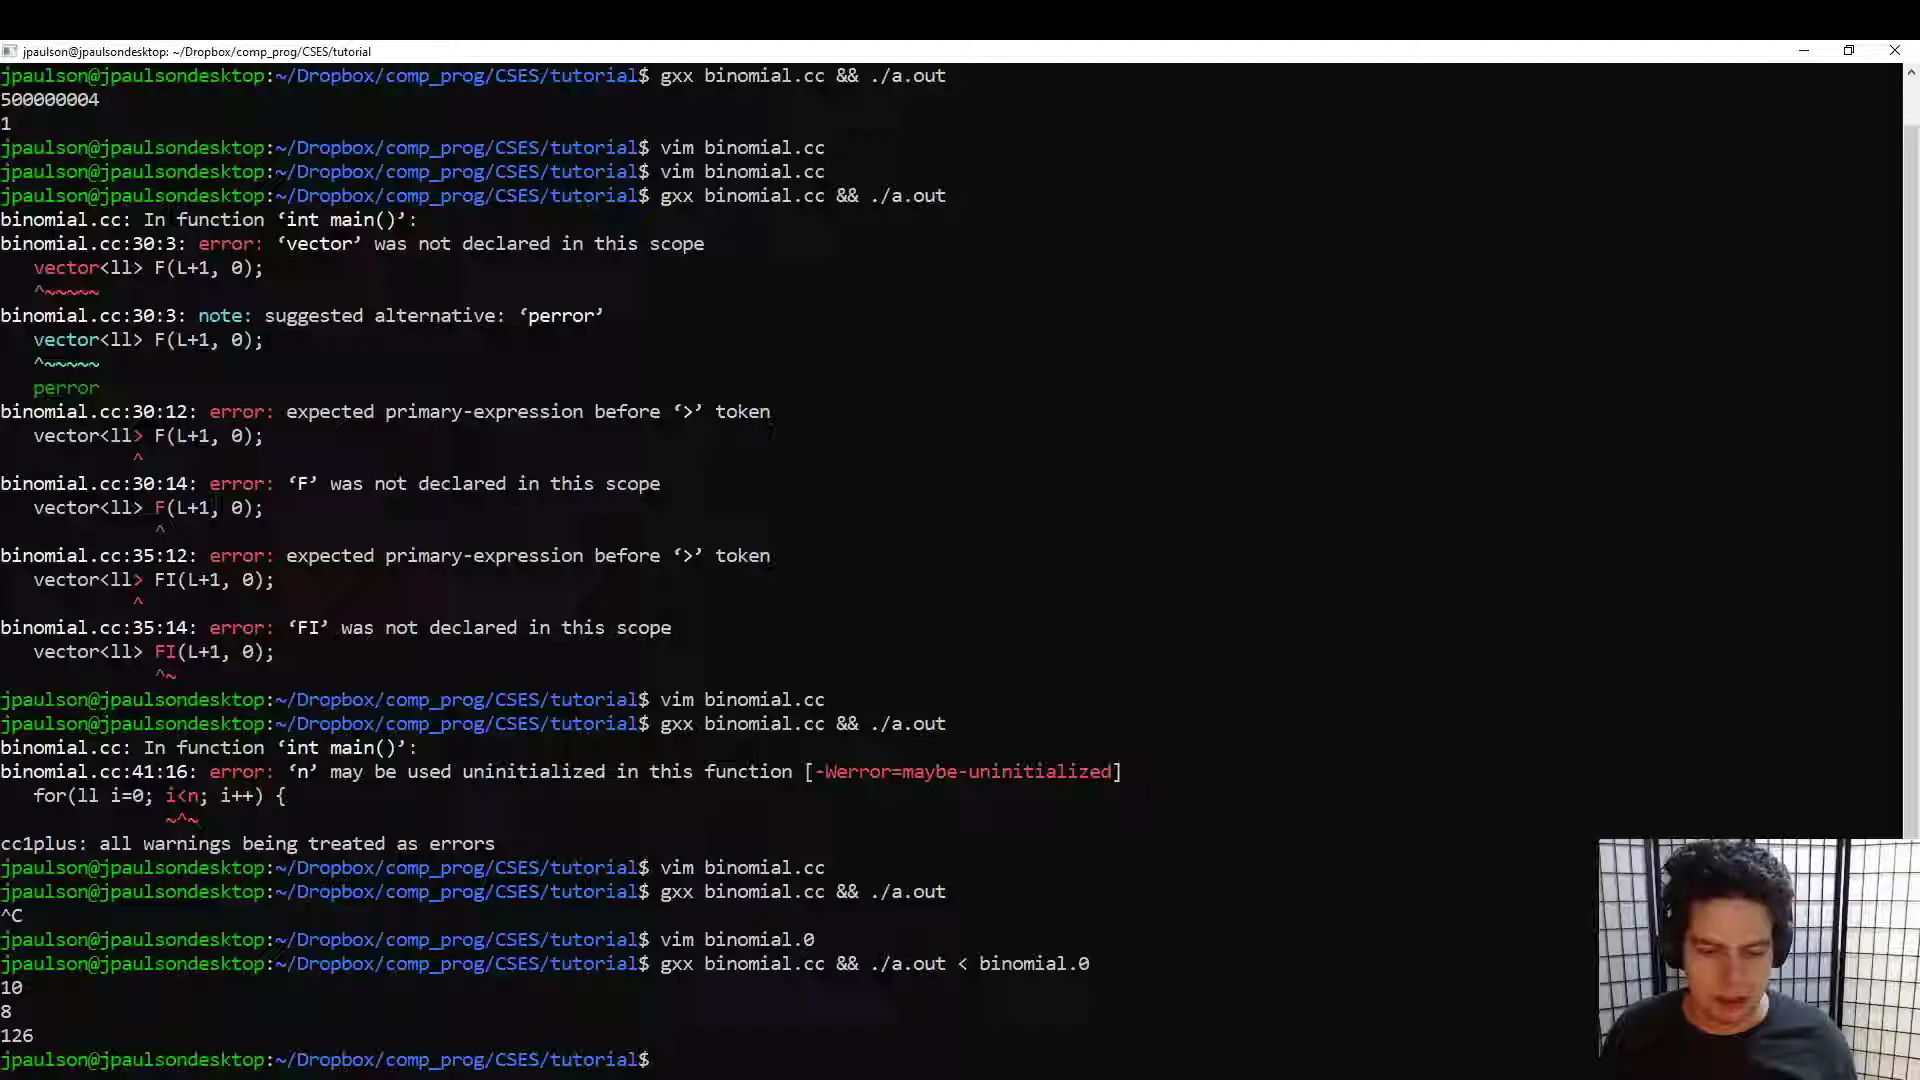 jpaulson@jpaulsondesktop: ~/Dropbox/comp_prog/CSES/tutorial
jpaulson@jpaulsondesktop:~/Dropbox/comp_prog/CSES/tutorial$ gxx binomial.cc && ./a.out
500000004
1
jpaulson@jpaulsondesktop:~/Dropbox/comp_prog/CSES/tutorial$ vim binomial.cc
jpaulson@jpaulsondesktop:~/Dropbox/comp_prog/CSES/tutorial$ vim binomial.cc
jpaulson@jpaulsondesktop:~/Dropbox/comp_prog/CSES/tutorial$ gxx binomial.cc && ./a.out
binomial.cc: In function ‘int main()’:
binomial.cc:30:3: error: ‘vector’ was not declared in this scope
   vector<ll> F(L+1, 0);
   ^~~~~~
binomial.cc:30:3: note: suggested alternative: ‘perror’
   vector<ll> F(L+1, 0);
   ^~~~~~
   perror
binomial.cc:30:12: error: expected primary-expression before ‘>’ token
   vector<ll> F(L+1, 0);
            ^
binomial.cc:30:14: error: ‘F’ was not declared in this scope
   vector<ll> F(L+1, 0);
              ^
binomial.cc:35:12: error: expected primary-expression before ‘>’ token
   vector<ll> FI(L+1, 0);
            ^
binomial.cc:35:14: error: ‘FI’ was not declared in this scope
   vector<ll> FI(L+1, 0);
              ^~
jpaulson@jpaulsondesktop:~/Dropbox/comp_prog/CSES/tutorial$ vim binomial.cc
jpaulson@jpaulsondesktop:~/Dropbox/comp_prog/CSES/tutorial$ gxx binomial.cc && ./a.out
binomial.cc: In function ‘int main()’:
binomial.cc:41:16: error: ‘n’ may be used uninitialized in this function [-Werror=maybe-uninitialized]
   for(ll i=0; i<n; i++) {
               ~^~
cc1plus: all warnings being treated as errors
jpaulson@jpaulsondesktop:~/Dropbox/comp_prog/CSES/tutorial$ vim binomial.cc
jpaulson@jpaulsondesktop:~/Dropbox/comp_prog/CSES/tutorial$ gxx binomial.cc && ./a.out
^C
jpaulson@jpaulsondesktop:~/Dropbox/comp_prog/CSES/tutorial$ vim binomial.0
jpaulson@jpaulsondesktop:~/Dropbox/comp_prog/CSES/tutorial$ gxx binomial.cc && ./a.out < binomial.0
10
8
126
jpaulson@jpaulsondesktop:~/Dropbox/comp_prog/CSES/tutorial$